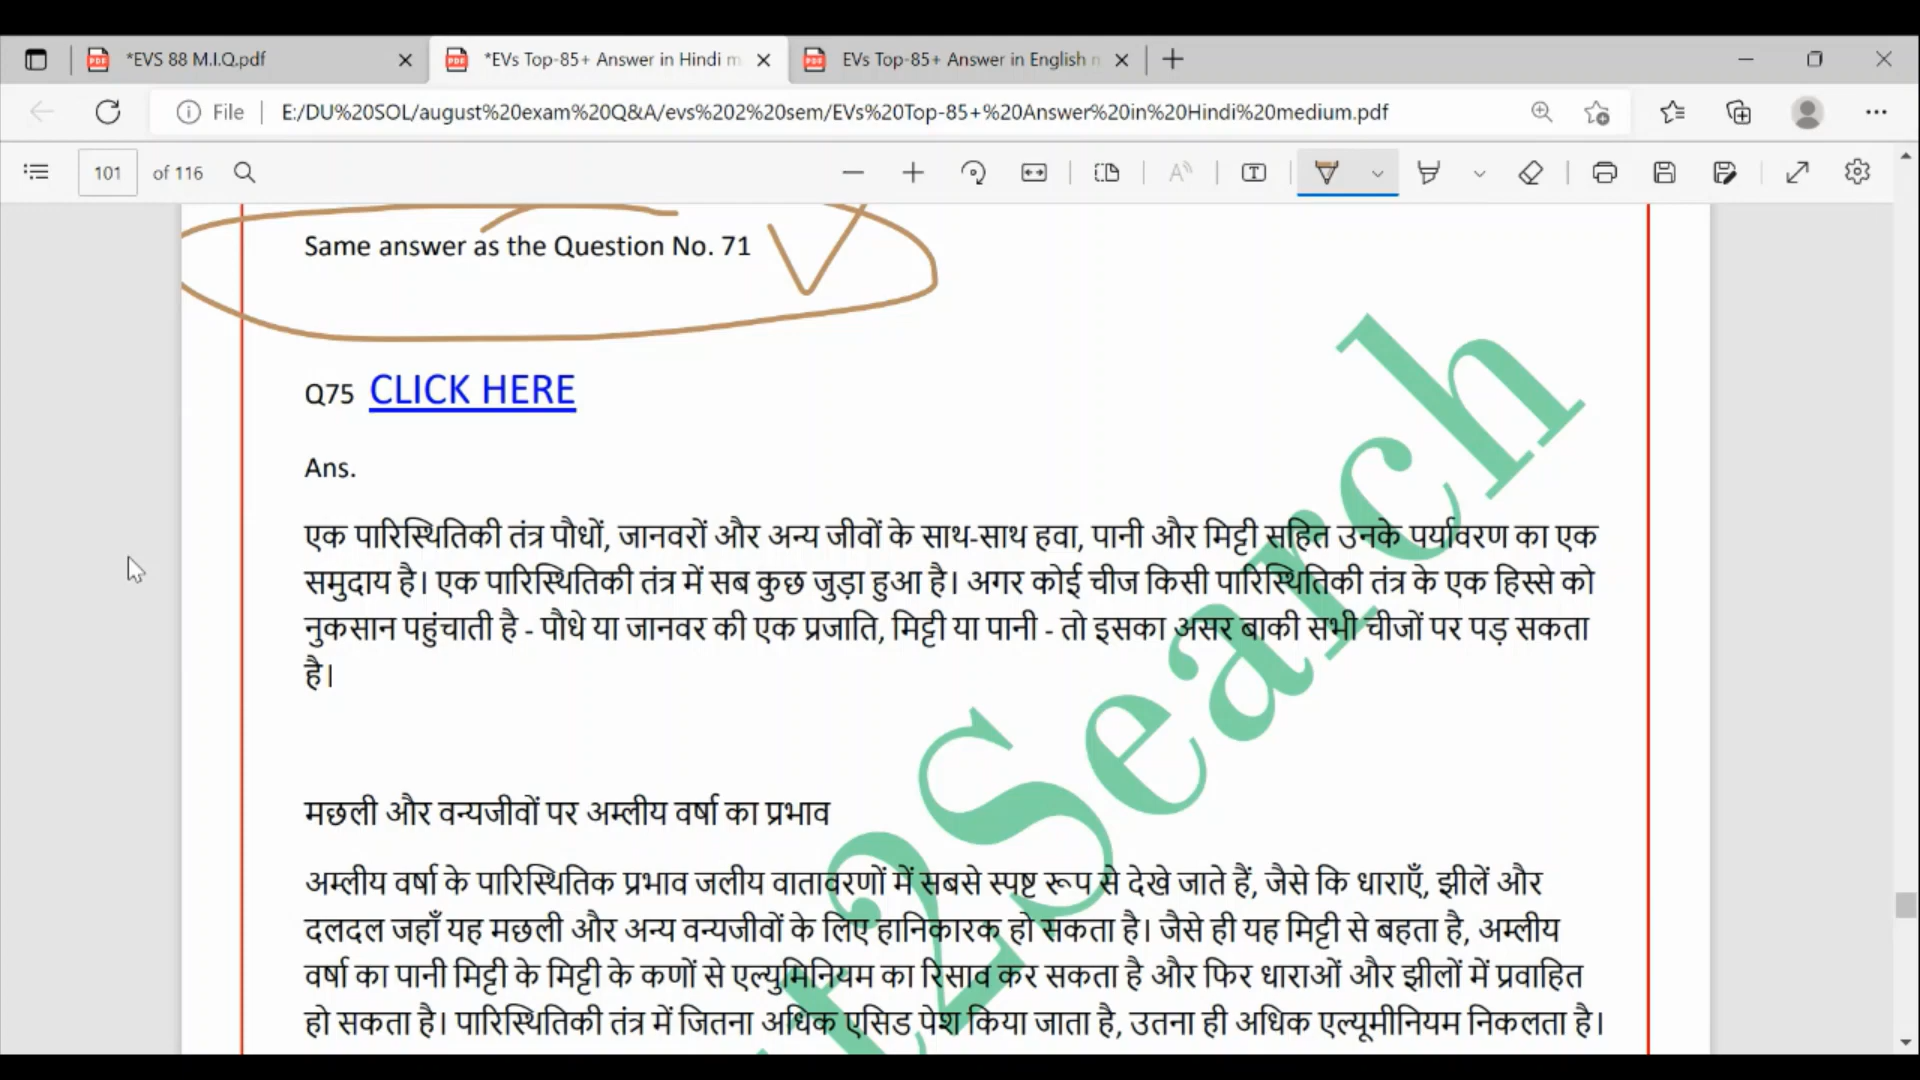 *EVS 88 M.I.Q.pdf
*EVs Top-85+ Answer in Hindi m
EVs Top-85+ Answer in English
File
E:/DU%20SOL/august%20exam%20Q&A/evs%202%20sem/EVs%20Top-85+%20Answer%20in%20Hindi%20medium.pdf
101 of 116
Same answer as the Question No. 71
Q75 CLICK HERE
Ans.
एक पारिस्थितिकी तंत्र पौधों, जानवरों और अन्य जीवों के साथ-साथ हवा, पानी और मिट्टी सहित उनके पर्यावरण का एक
समुदाय है। एक पारिस्थितिकी तंत्र में सब कुछ जुड़ा हुआ है। अगर कोई चीज किसी पारिस्थितिकी तंत्र के एक हिस्से को
नुकसान पहुंचाती है - पौधे या जानवर की एक प्रजाति, मिट्टी या पानी - तो इसका असर बाकी सभी चीजों पर पड़ सकता
है।
मछली और वन्यजीवों पर अम्लीय वर्षा का प्रभाव
अम्लीय वर्षा के पारिस्थितिक प्रभाव जलीय वातावरणों में सबसे स्पष्ट रूप से देखे जाते हैं, जैसे कि धाराएँ, झीलें और
दलदल जहाँ यह मछली और अन्य वन्यजीवों के लिए हानिकारक हो सकता है। जैसे ही यह मिट्टी से बहता है, अम्लीय
वर्षा का पानी मिट्टी के मिट्टी के कणों से एल्युमिनियम का रिसाव कर सकता है और फिर धाराओं और झीलों में प्रवाहित
हो सकता है। पारिस्थितिकी तंत्र में जितना अधिक एसिड पेश किया जाता है, उतना ही अधिक एल्यूमीनियम निकलता है।
t2Search